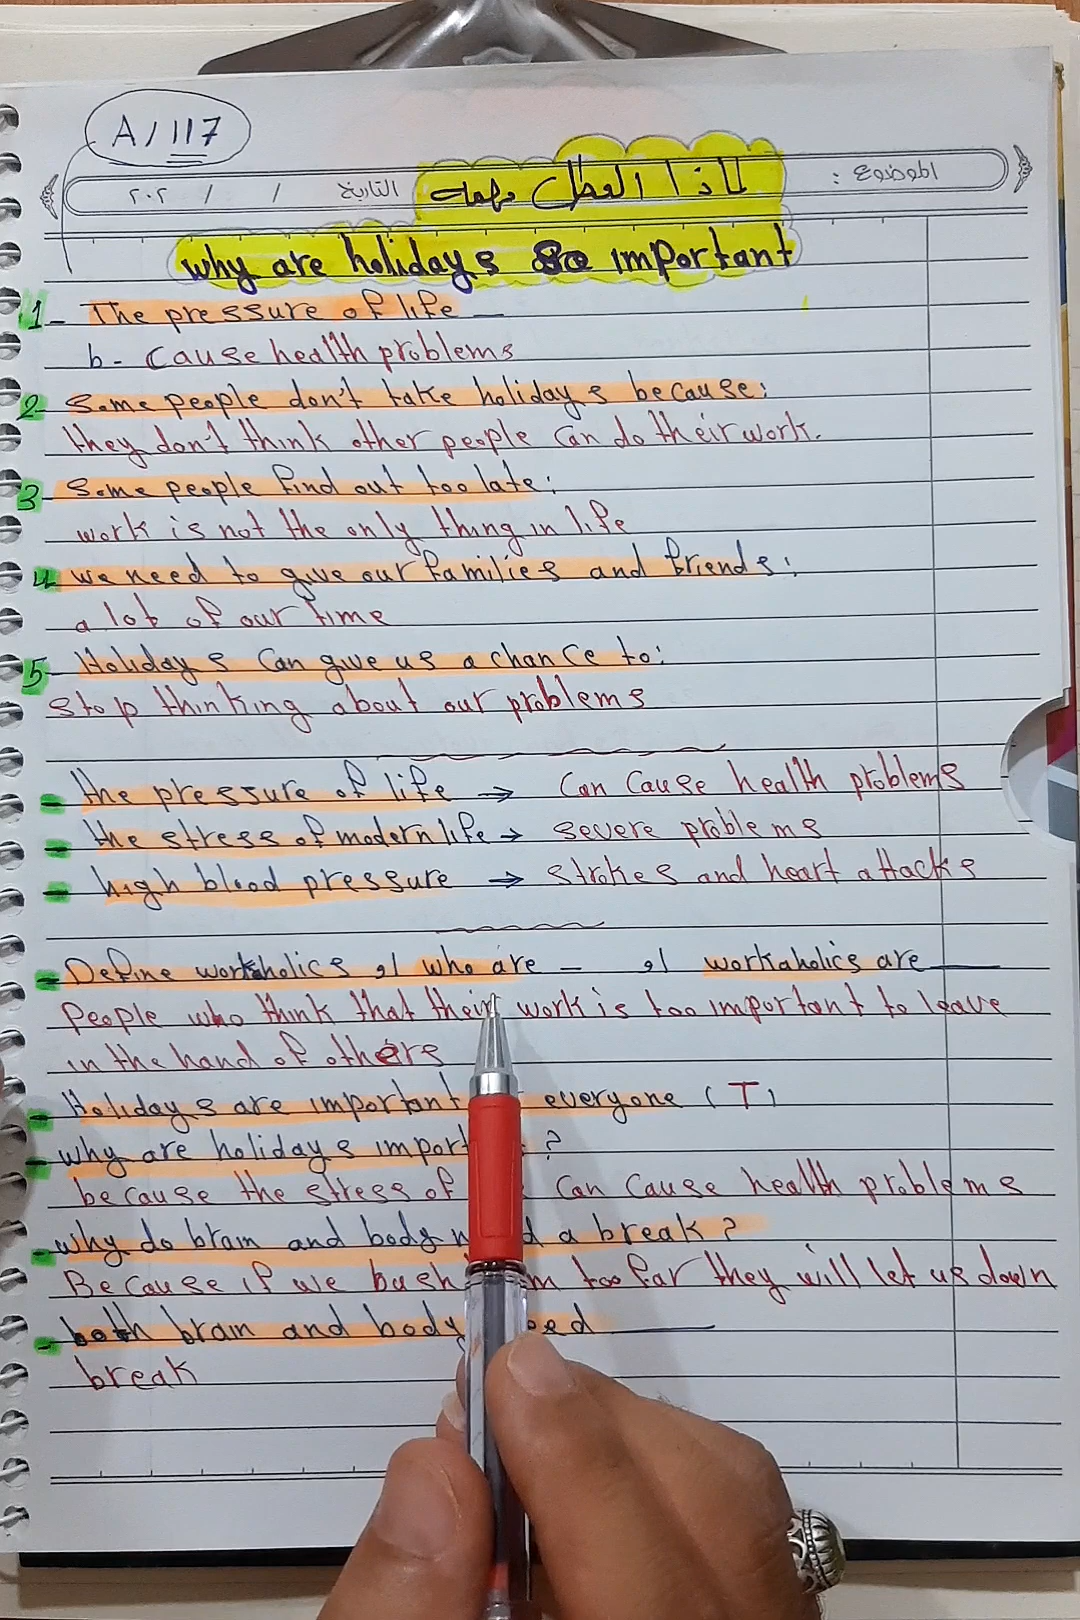 A/117
الموضوع :
لماذا العطل مهمة
التاريخ / / ٢٠٢
why are holidays so important
1- The pressure of life —
b- cause health problems
2- Some people don't take holidays because:
they don't think other people can do their work.
3- Some people find out too late:
work is not the only thing in life
4- we need to give our families and friends:
a lot of our time
5- Holidays can give us a chance to:
stop thinking about our problems
- the pressure of life → can cause health problems
- the stress of modern life → severe problems
- high blood pressure → strokes and heart attacks
- Define workaholics او who are — او workaholics are —
People who think that their work is too important to leave
in the hand of others
- Holidays are important everyone (T)
- why are holidays import ?
because the stress of can cause health problems
- why do brain and body a break?
Because if we bush too far they will let us down
- both brain and body —
break